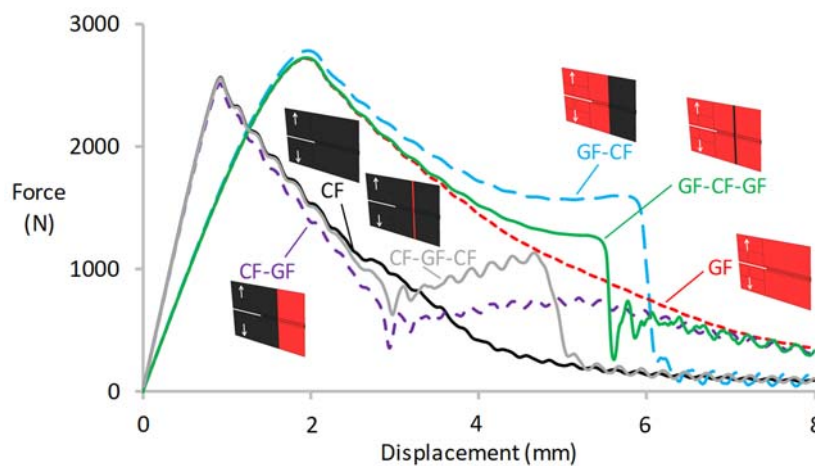 3000
2000
1000
0
Force
(N)
0
2
4
6
8
Displacement (mm)
CF
CF-GF
CF-GF-CF
GF-CF
GF-CF-GF
GF